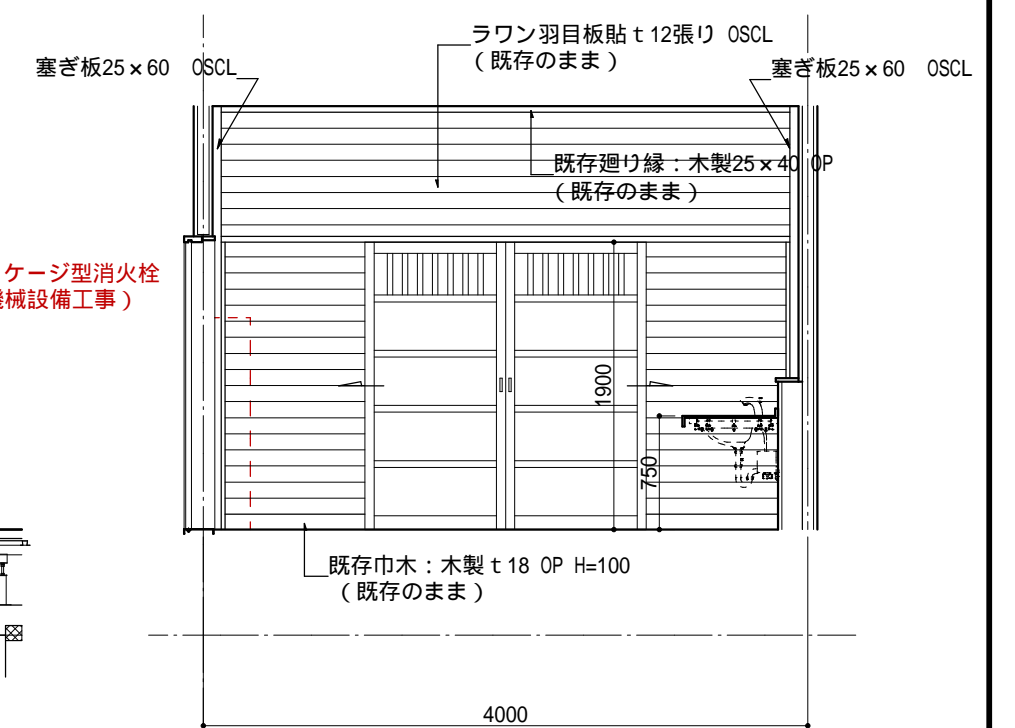 ラワン羽目板貼ｔ12張り OSCL
（既存のまま）
塞ぎ板25×60 OSCL
塞ぎ板25×60 OSCL
既存廻り縁：木製25×40 OP
（既存のまま）
ケージ型消火栓
機械設備工事）
1900
750
既存巾木：木製ｔ18 OP H=100
（既存のまま）
4000